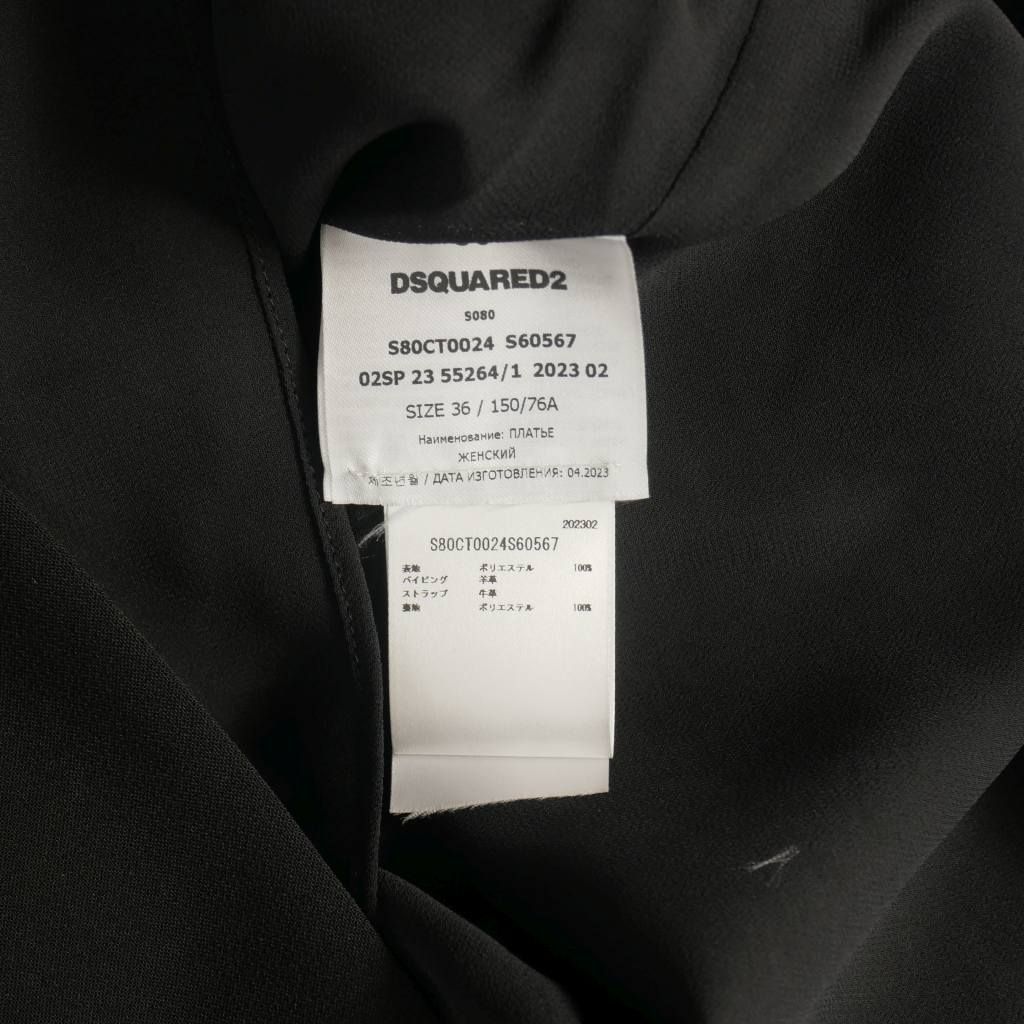 DSQUARED2
S080
S80CT0024 S60567
02SP 23 55264/1 2023 02
SIZE 36 / 150/76A
Наименование: ПЛАТЬЕ
ЖЕНСКИЙ
제조년월 / ДАТА ИЗГОТОВЛЕНИЯ: 04.2023
202302
S80CT0024S60567
表地 ポリエステル 100%
パイピング 羊革
ストラップ 牛革
裏地 ポリエステル 100%